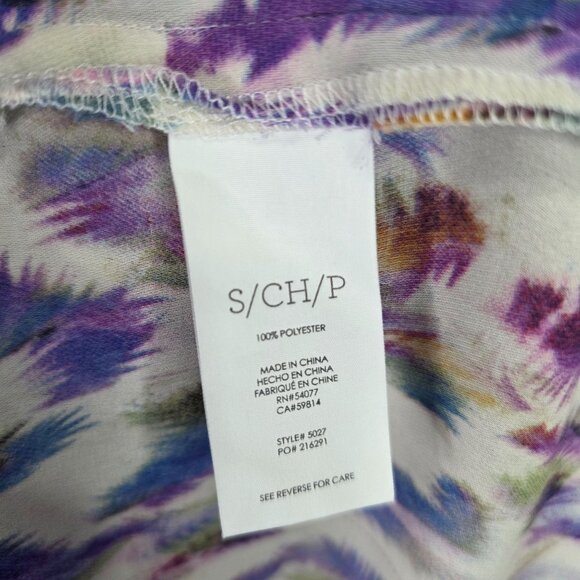 S/CH/P
100% POLYESTER
MADE IN CHINA
HECHO EN CHINA
FABRIQUÉ EN CHINE
RN#54077
CA#59814
STYLE# 5027
PO# 216291
SEE REVERSE FOR CARE